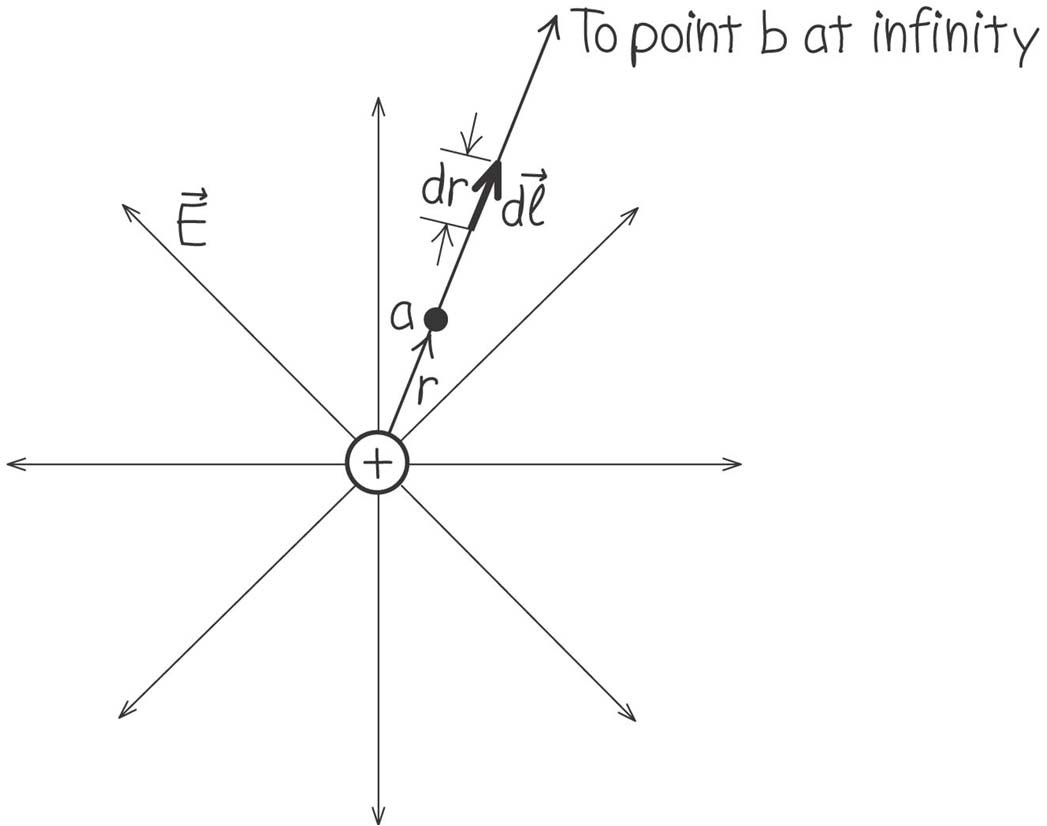 To point b at infinity
dr
dℓ⃗
E⃗
a
r
+